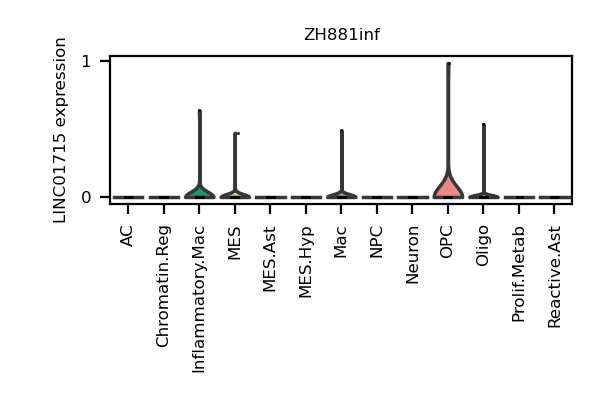 ZH881inf
LINC01715 expression
1
0
AC
Chromatin.Reg
Inflammatory.Mac
MES
MES.Ast
MES.Hyp
Mac
NPC
Neuron
OPC
Oligo
Prolif.Metab
Reactive.Ast